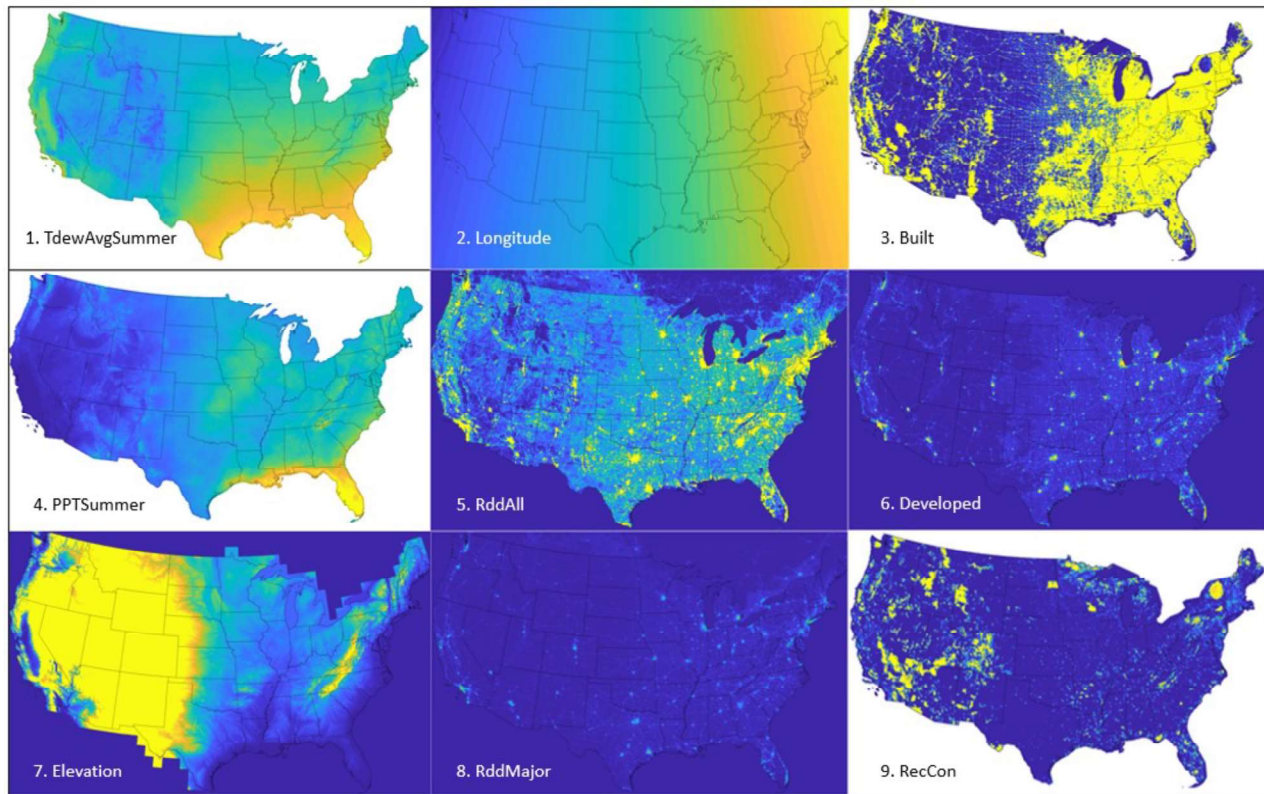 1. TdewAvgSummer
2. Longitude
3. Built
4. PPTSummer
5. RddAll
6. Developed
7. Elevation
8. RddMajor
9. RecCon